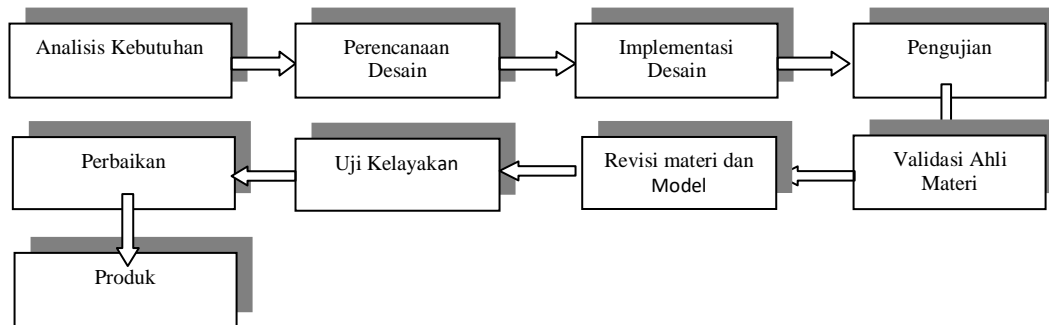 Analisis Kebutuhan
Perencanaan
Desain
Implementasi
Desain
Pengujian
Validasi Ahli
Materi
Revisi materi dan
Model
Uji Kelayakan
Perbaikan
Produk